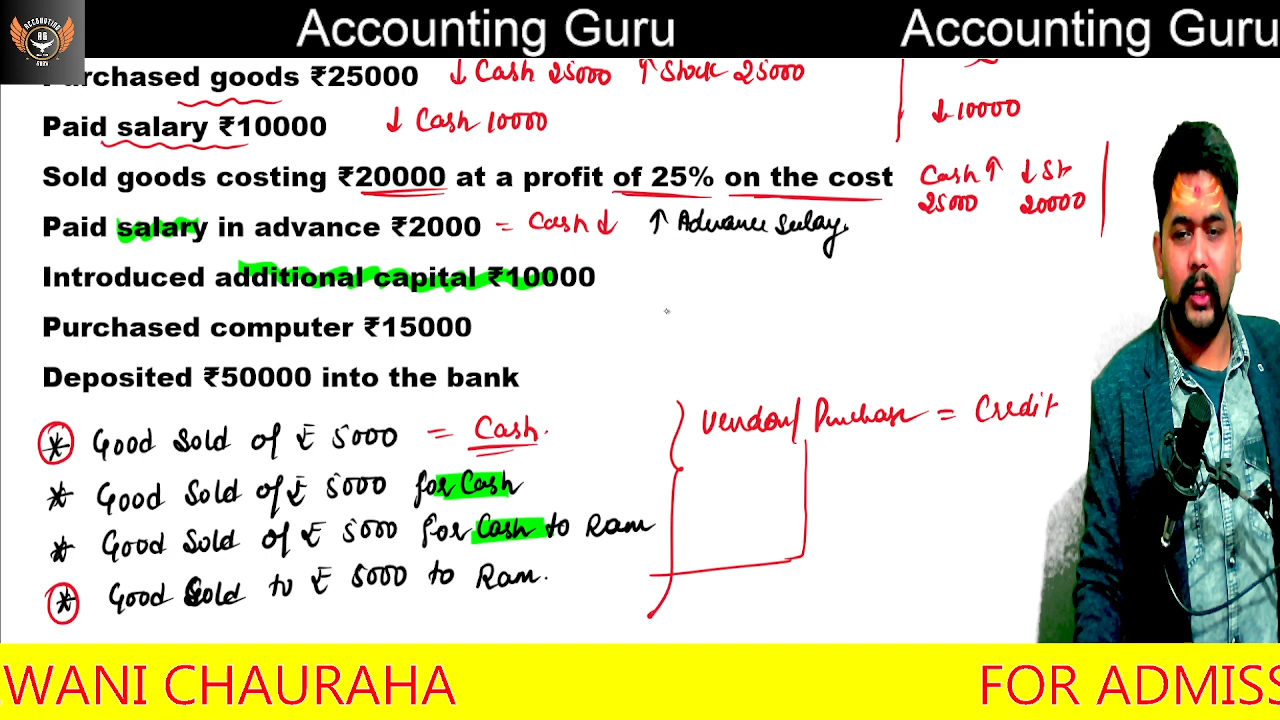 Accounting Guru Accounting Guru
ACCOUNTING
AG
GURU
Purchased goods ₹25000 ↓ Cash 25000 ↑ Stock 25000
Paid salary ₹10000 ↓ Cash 10000 ↓ 10000
Sold goods costing ₹20000 at a profit of 25% on the cost Cash ↑ ↓ St
25000 20000
Paid salary in advance ₹2000 = Cash ↓ ↑ Advance Salary.
Introduced additional capital ₹10000
Purchased computer ₹15000
Deposited ₹50000 into the bank
* Good Sold of ₹ 5000 = Cash. Vendor/ Purchase = Credit
* Good Sold of ₹ 5000 for Cash
* Good Sold of ₹ 5000 for Cash to Ram
* Good Sold to ₹ 5000 to Ram.
WANI CHAURAHA FOR ADMISS